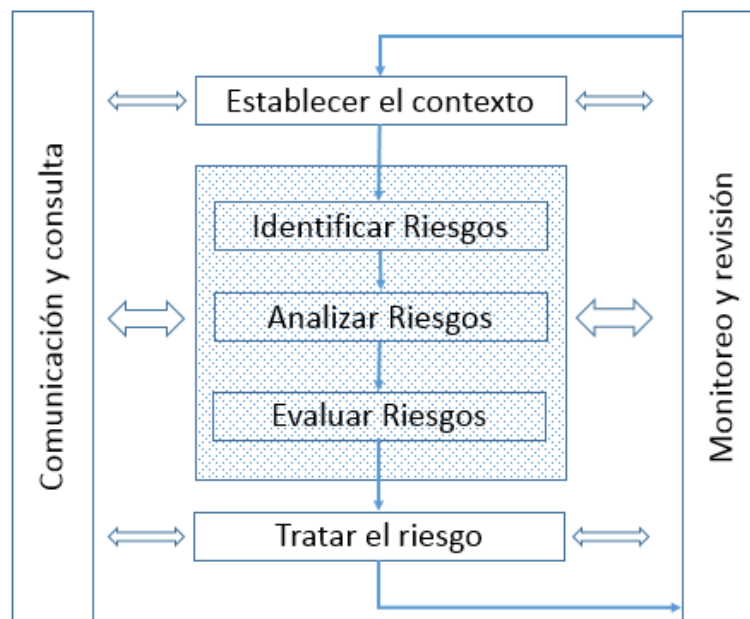 Comunicación y consulta
Establecer el contexto
Identificar Riesgos
Analizar Riesgos
Evaluar Riesgos
Tratar el riesgo
Monitoreo y revisión